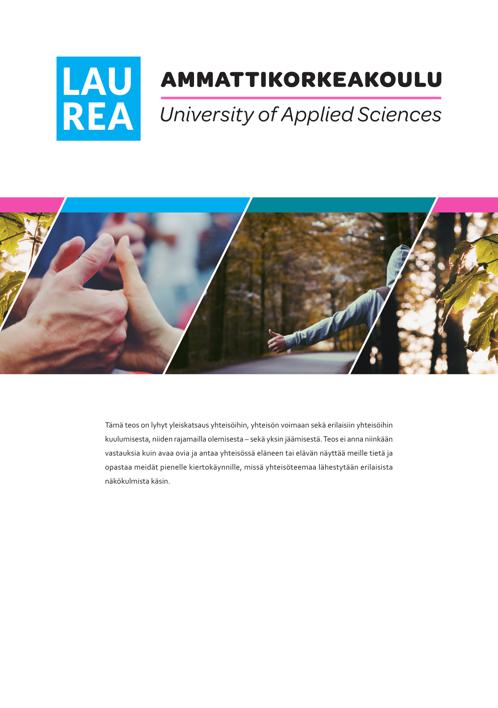 LAU
REA
AMMATTIKORKEAKOULU
University of Applied Sciences
Tämä teos on lyhyt yleiskatsaus yhteisöihin, yhteisön voimaan sekä erilaisiin yhteisöihin
kuulumisesta, niiden rajamailla olemisesta – sekä yksin jäämisestä. Teos ei anna niinkään
vastauksia kuin avaa ovia ja antaa yhteisössä eläneen tai elävän näyttää meille tietä ja
opastaa meidät pienelle kiertokäynnille, missä yhteisöteemaa lähestytään erilaisista
näkökulmista käsin.